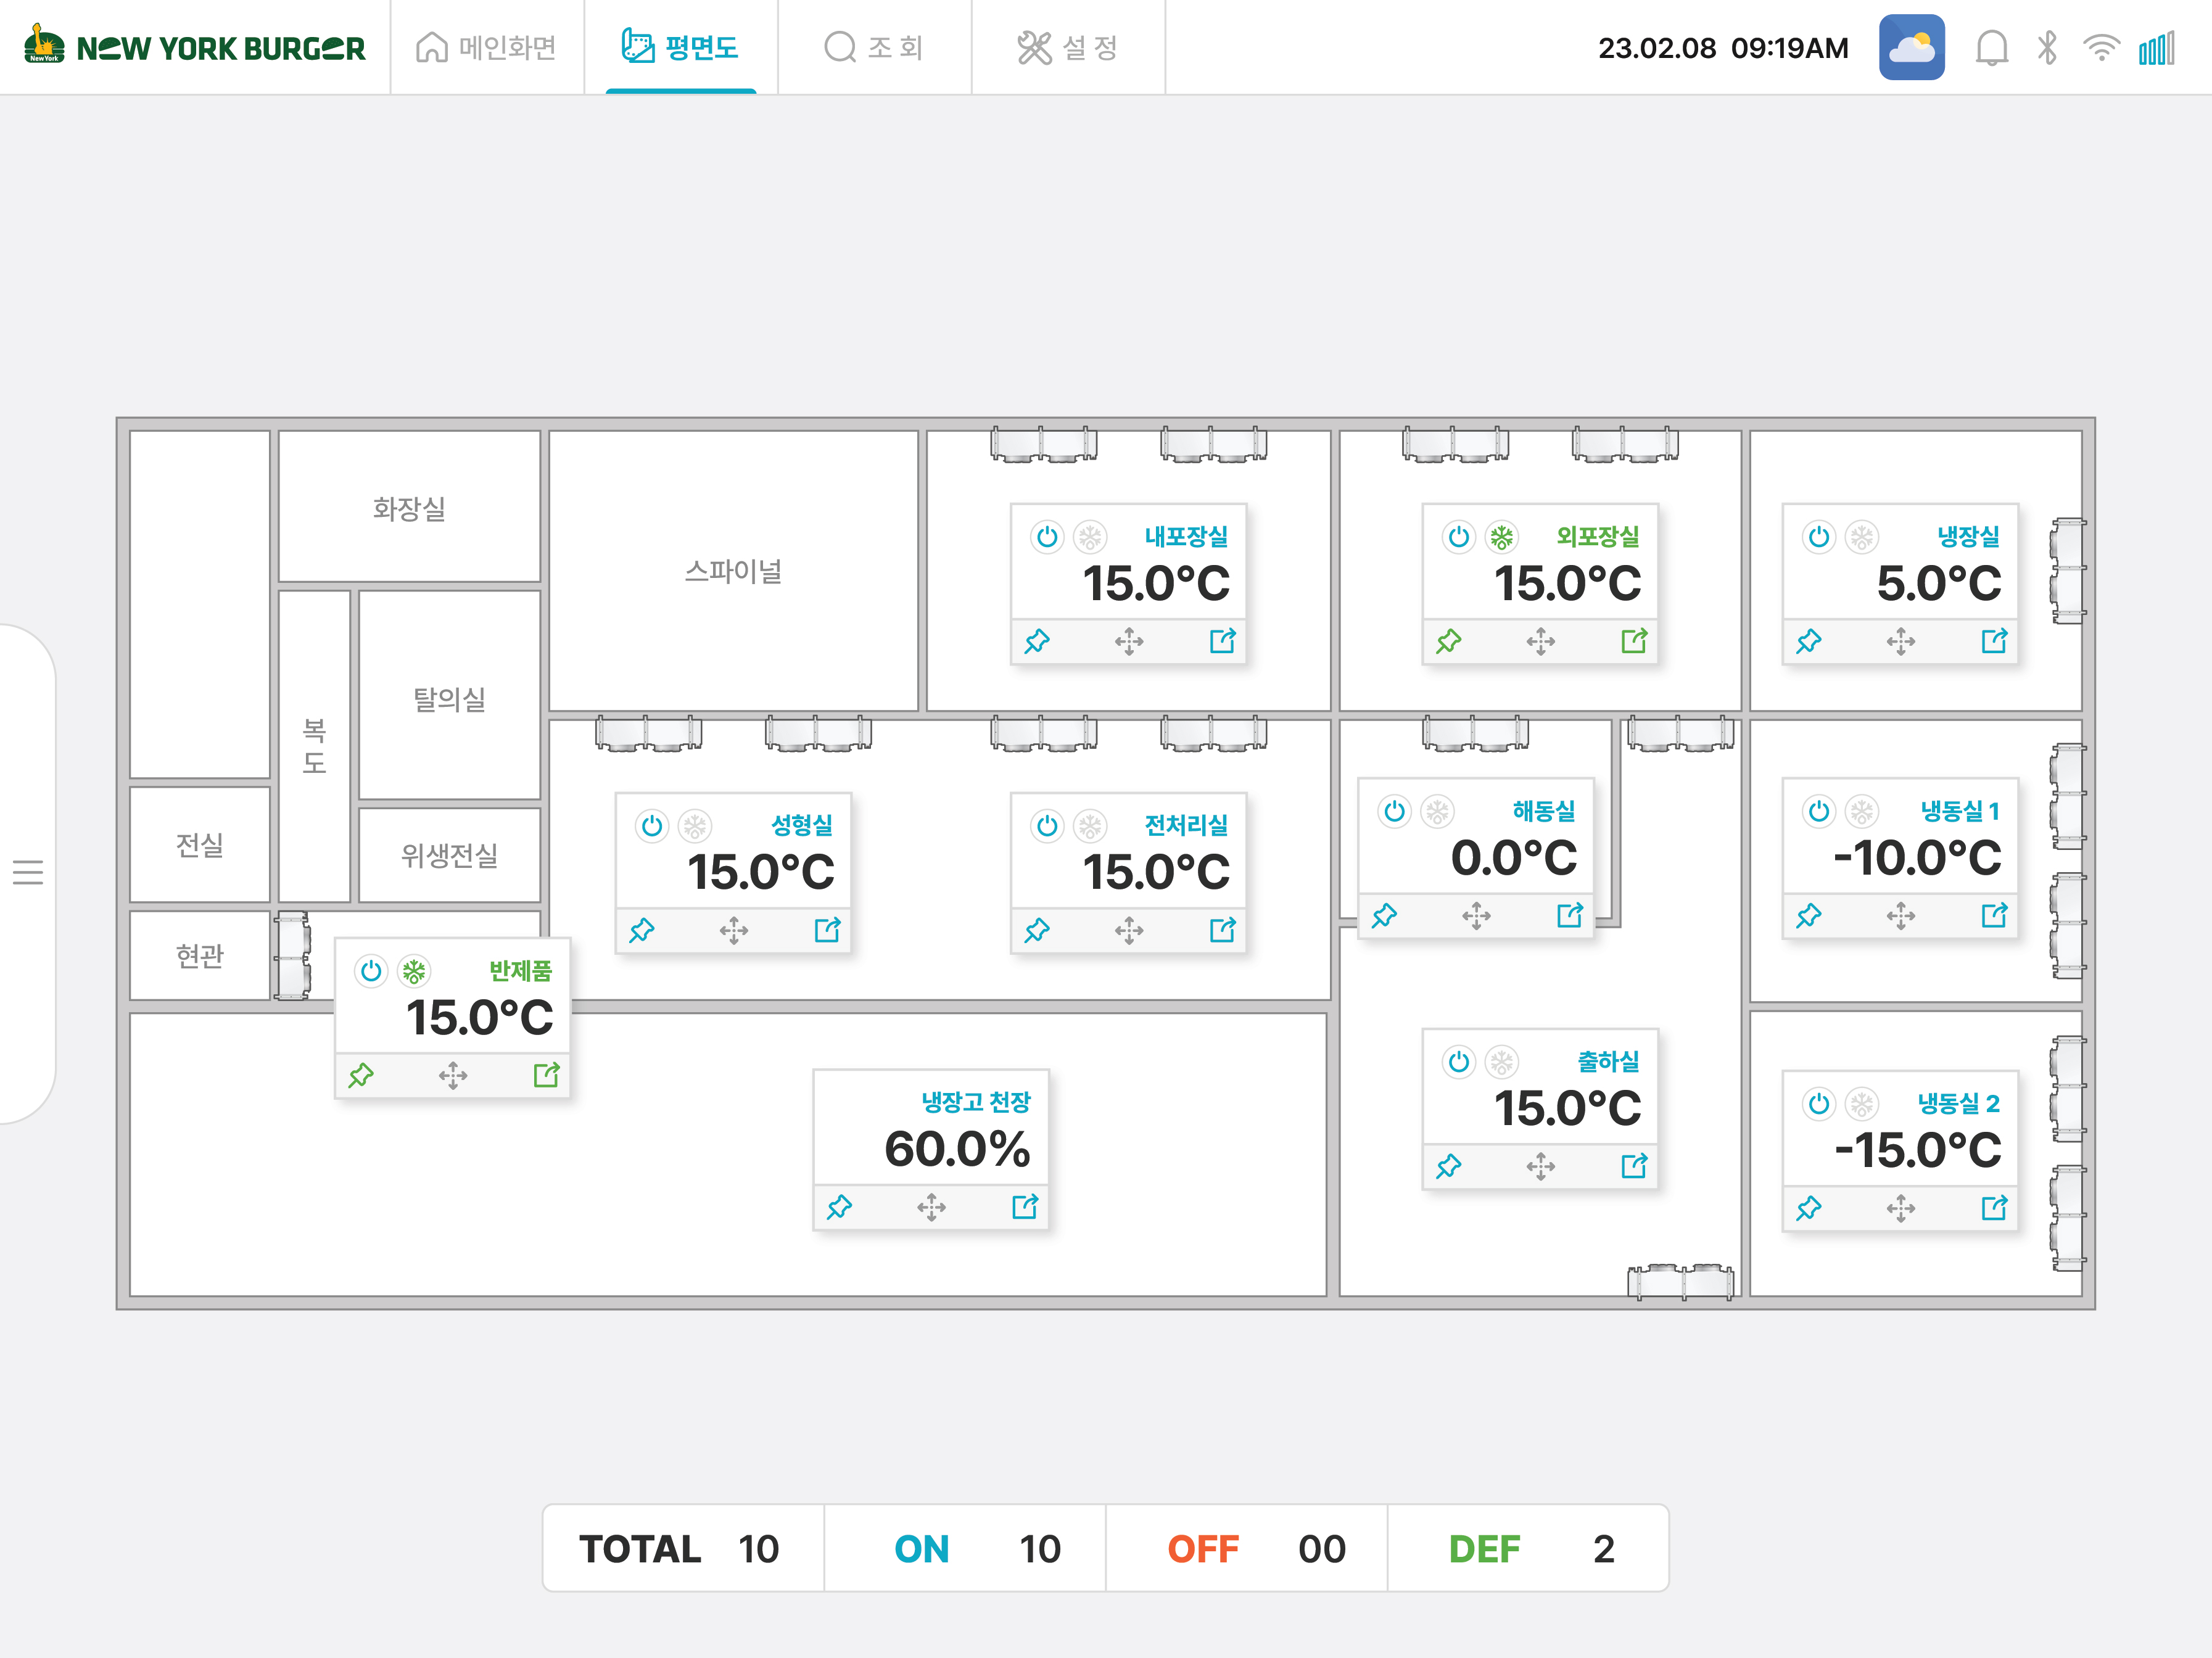 NewYork
NEW YORK BURGER
메인화면
평면도
조 회
설 정
23.02.08 09:19AM
화장실
스파이널
내포장실
15.0°C
외포장실
15.0°C
냉장실
5.0°C
복도
탈의실
전실
위생전실
현관
성형실
15.0°C
전처리실
15.0°C
해동실
0.0°C
냉동실 1
-10.0°C
반제품
15.0°C
냉장고 천장
60.0%
출하실
15.0°C
냉동실 2
-15.0°C
TOTAL 10
ON 10
OFF 00
DEF 2